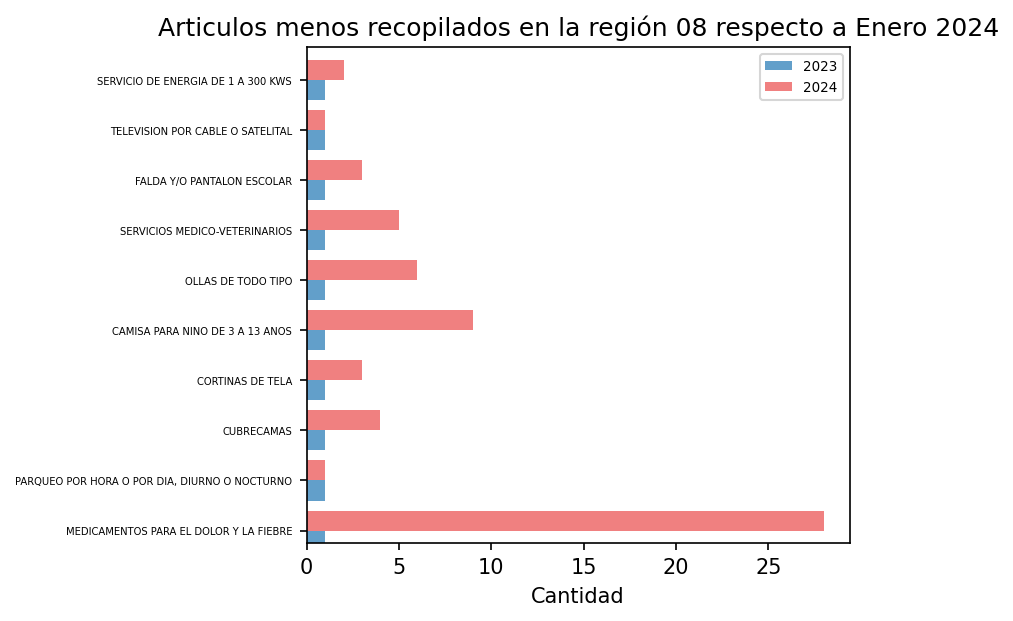 Articulos menos recopilados en la región 08 respecto a Enero 2024
2023
2024
SERVICIO DE ENERGIA DE 1 A 300 KWS
TELEVISION POR CABLE O SATELITAL
FALDA Y/O PANTALON ESCOLAR
SERVICIOS MEDICO-VETERINARIOS
OLLAS DE TODO TIPO
CAMISA PARA NINO DE 3 A 13 ANOS
CORTINAS DE TELA
CUBRECAMAS
PARQUEO POR HORA O POR DIA, DIURNO O NOCTURNO
MEDICAMENTOS PARA EL DOLOR Y LA FIEBRE
0 5 10 15 20 25
Cantidad